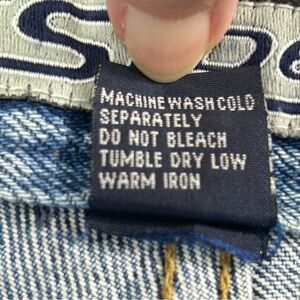 MACHINE WASH COLD
SEPARATELY
DO NOT BLEACH
TUMBLE DRY LOW
WARM IRON